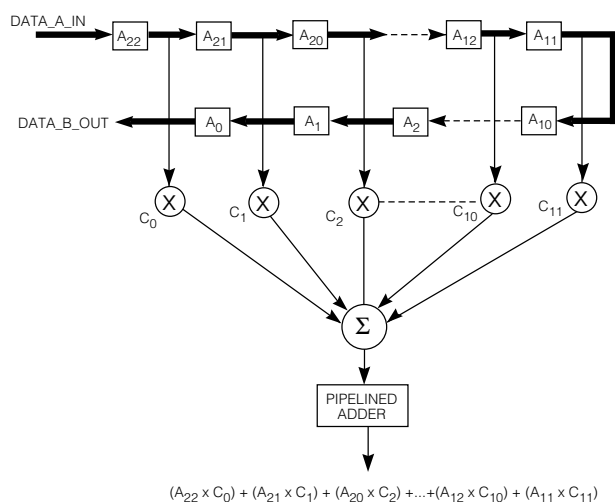 DATA_A_IN
A22 A21 A20 A12 A11
DATA_B_OUT
A0 A1 A2 A10
X X X X X
C0 C1 C2 C10 C11
Σ
PIPELINED
ADDER
(A22 x C0) + (A21 x C1) + (A20 x C2) +...+(A12 x C10) + (A11 x C11)